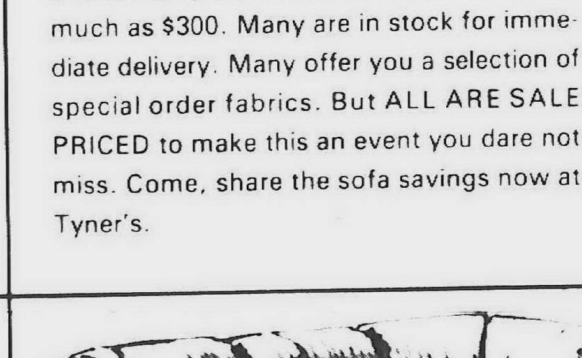 much as $300. Many are in stock for imme-
diate delivery. Many offer you a selection of
special order fabrics. But ALL ARE SALE
PRICED to make this an event you dare not
miss. Come, share the sofa savings now at
Tyner's.